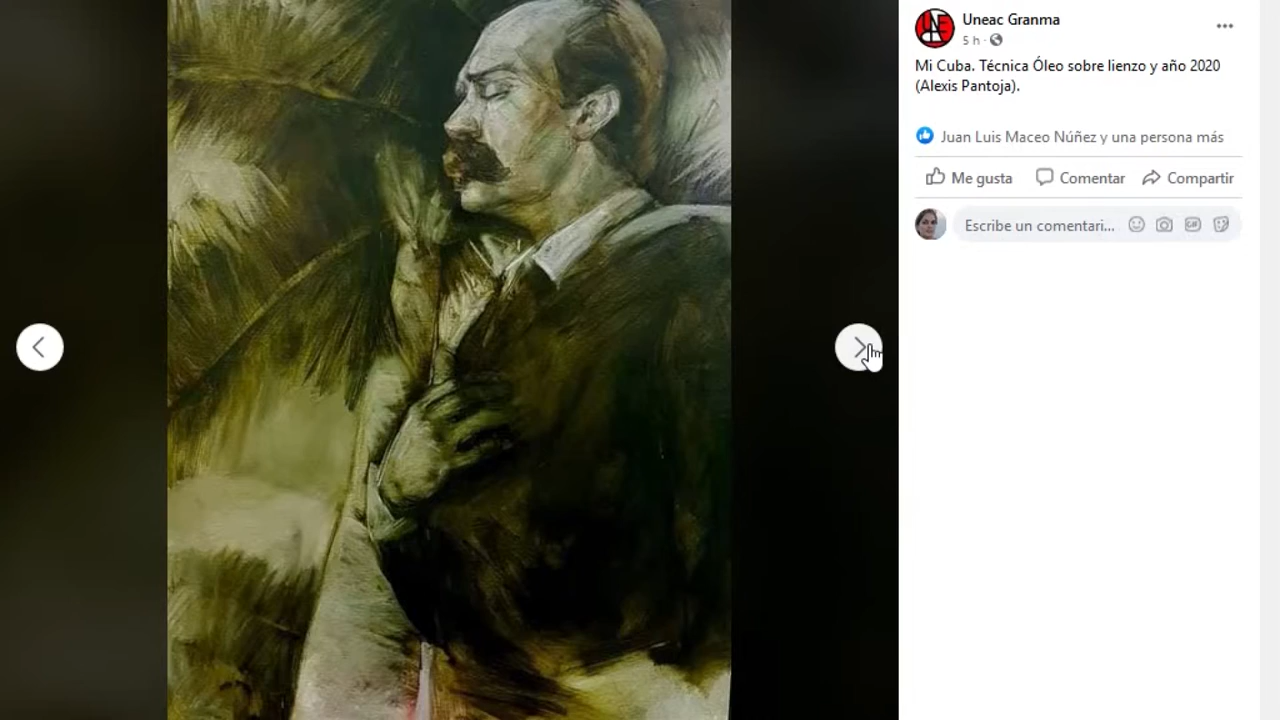 Uneac Granma
5 h
Mi Cuba. Técnica Óleo sobre lienzo y año 2020
(Alexis Pantoja).
Juan Luis Maceo Núñez y una persona más
Me gusta Comentar Compartir
Escribe un comentari...
GIF